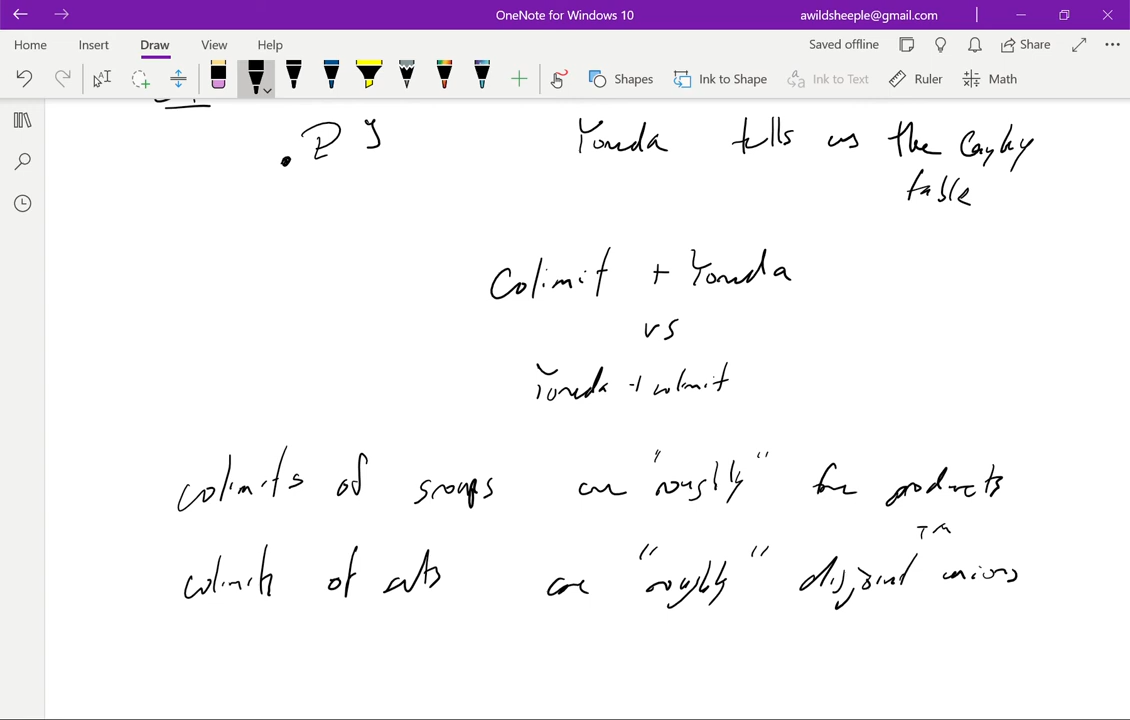 OneNote for Windows 10
awildsheeple@gmail.com
Home Insert Draw View Help
Saved offline
Share
Shapes
Ink to Shape
Ink to Text
Ruler
Math
Yoneda tells us the Cayley
table
Colimit + Yoneda
vs
Yoneda + colimit
colimits of groups are "roughly" free products
TM
colimits of sets are "roughly" disjoint unions